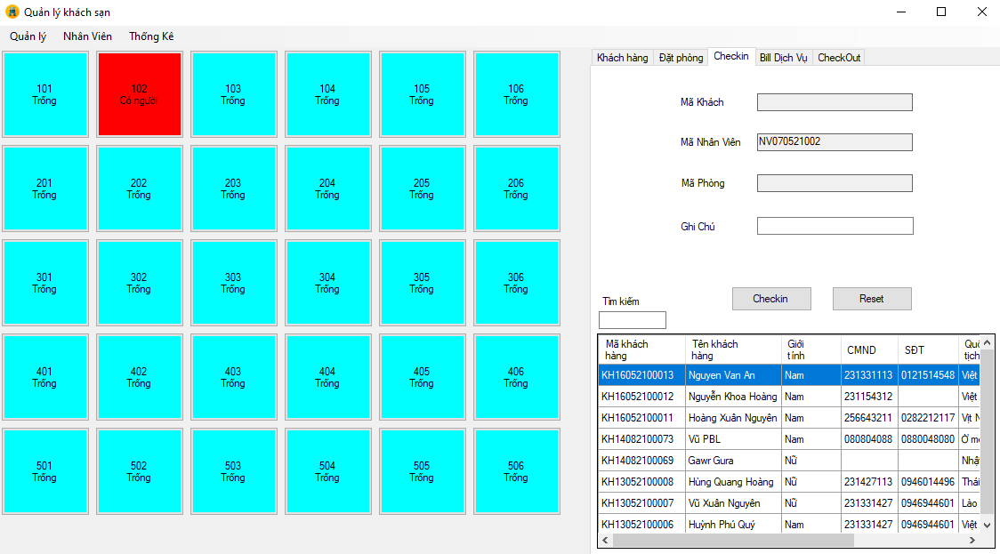 Quản lý khách sạn
Quản lý Nhân Viên Thống Kê
101 102 103 104 105 106
Trống Có người Trống Trống Trống Trống
201 202 203 204 205 206
Trống Trống Trống Trống Trống Trống
301 302 303 304 305 306
Trống Trống Trống Trống Trống Trống
401 402 403 404 405 406
Trống Trống Trống Trống Trống Trống
501 502 503 504 505 506
Trống Trống Trống Trống Trống Trống
Khách hàng Đặt phòng Checkin Bill Dịch Vụ CheckOut
Mã Khách
Mã Nhân Viên NV070521002
Mã Phòng
Ghi Chú
Tìm kiếm
Checkin Reset
Mã khách hàng Tên khách hàng Giới tính CMND SĐT tịch
KH16052100013 Nguyen Van An Nam 231331113 0121514548 Việt
KH16052100012 Nguyễn Khoa Hoàng Nam 231154312 Việt
KH16052100011 Hoàng Xuân Nguyên Nam 256643211 0282212117 Vịt
KH14082100073 Vũ PBL Nam 080804088 0880048080 Ở
KH14082100069 Gawr Gura Nữ Nhậ
KH13052100008 Hùng Quang Hoàng Nữ 231427113 0946014496 Thái
KH13052100007 Vũ Xuân Nguyên Nữ 231331427 0946944601 Lào
KH13052100006 Huỳnh Phú Quý Nam 231331427 0946944601 Việt